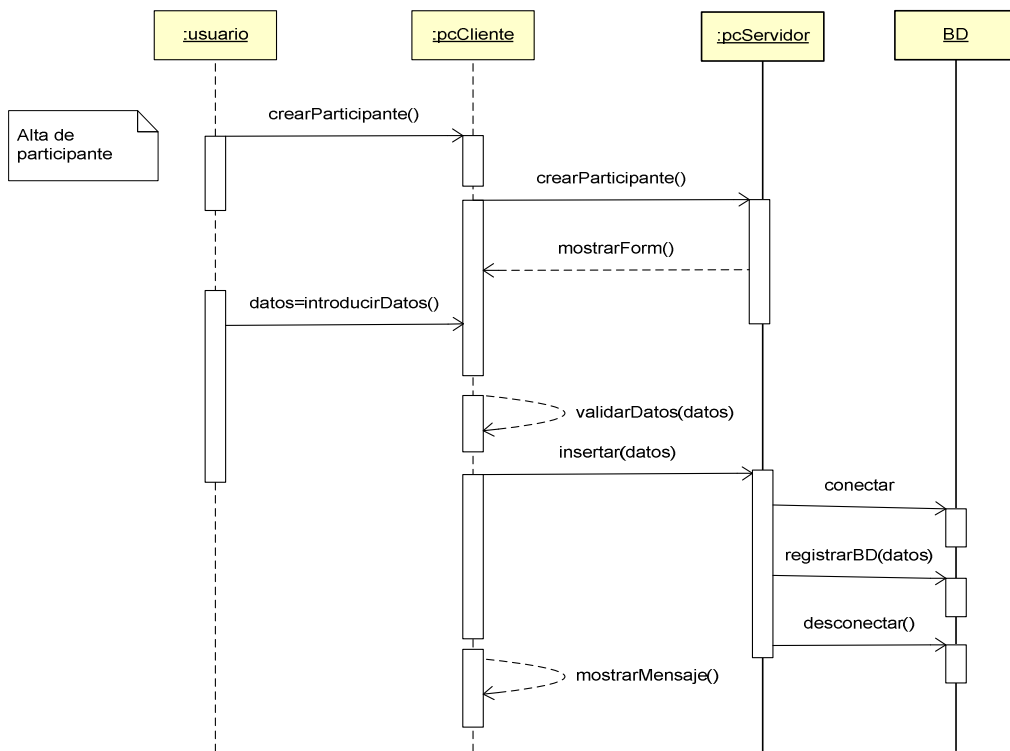 :usuario
:pcCliente
:pcServidor
BD
Alta de
participante
crearParticipante()
crearParticipante()
mostrarForm()
datos=introducirDatos()
validarDatos(datos)
insertar(datos)
conectar
registrarBD(datos)
desconectar()
mostrarMensaje()